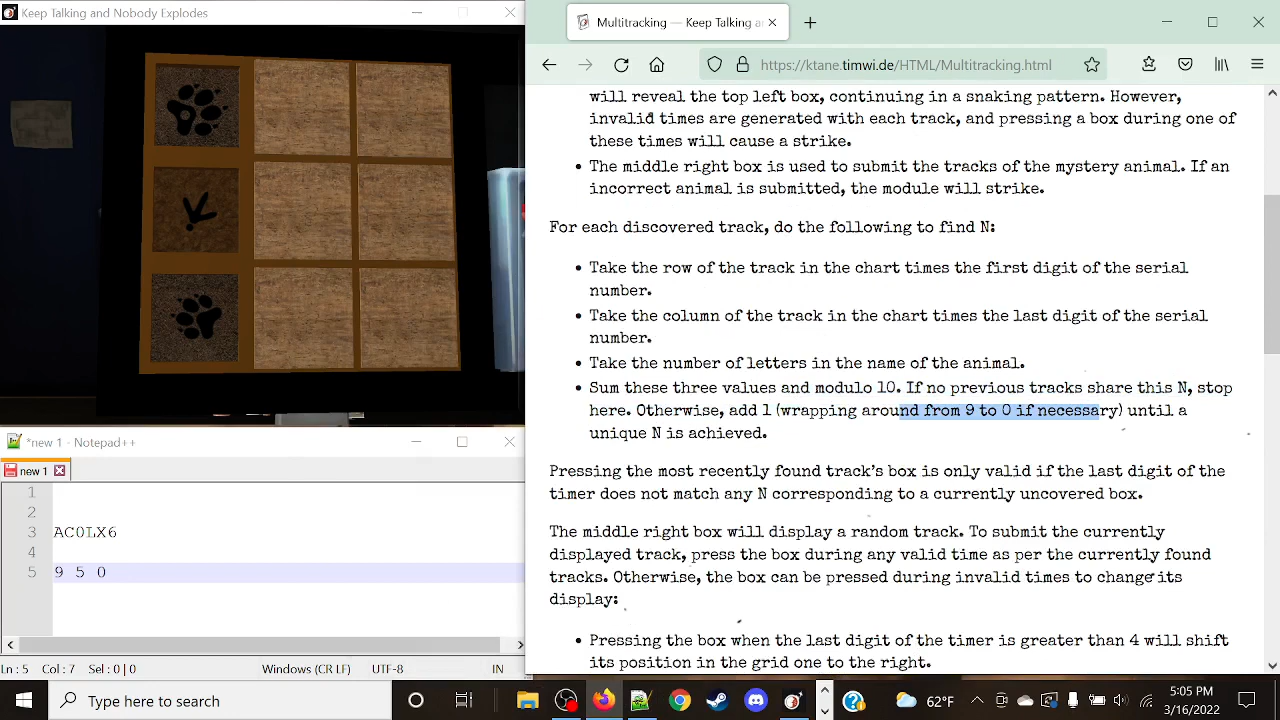 Keep Talking and Nobody Explodes
Multitracking — Keep Talking an
https://ktane.timwi.de/HTML/Multitracking.html
will reveal the top left box, continuing in a snaking pattern. However,
invalid times are generated with each track, and pressing a box during one of
these times will cause a strike.
• The middle right box is used to submit the tracks of the mystery animal. If an
incorrect animal is submitted, the module will strike.
For each discovered track, do the following to find N:
• Take the row of the track in the chart times the first digit of the serial
number.
• Take the column of the track in the chart times the last digit of the serial
number.
• Take the number of letters in the name of the animal.
• Sum these three values and modulo 10. If no previous tracks share this N, stop
here. Otherwise, add 1 (wrapping around from 9 to 0 if necessary) until a
unique N is achieved.
Pressing the most recently found track's box is only valid if the last digit of the
timer does not match any N corresponding to a currently uncovered box.
The middle right box will display a random track. To submit the currently
displayed track, press the box during any valid time as per the currently found
tracks. Otherwise, the box can be pressed during invalid times to change its
display:
• Pressing the box when the last digit of the timer is greater than 4 will shift
its position in the grid one to the right.
*new 1 - Notepad++
new 1
1
2
3 AC0LX6
4
5 9 5 0
Ln: 5 Col: 7 Sel: 0 | 0 Windows (CR LF) UTF-8 IN
Type here to search
62°F
5:05 PM
3/16/2022